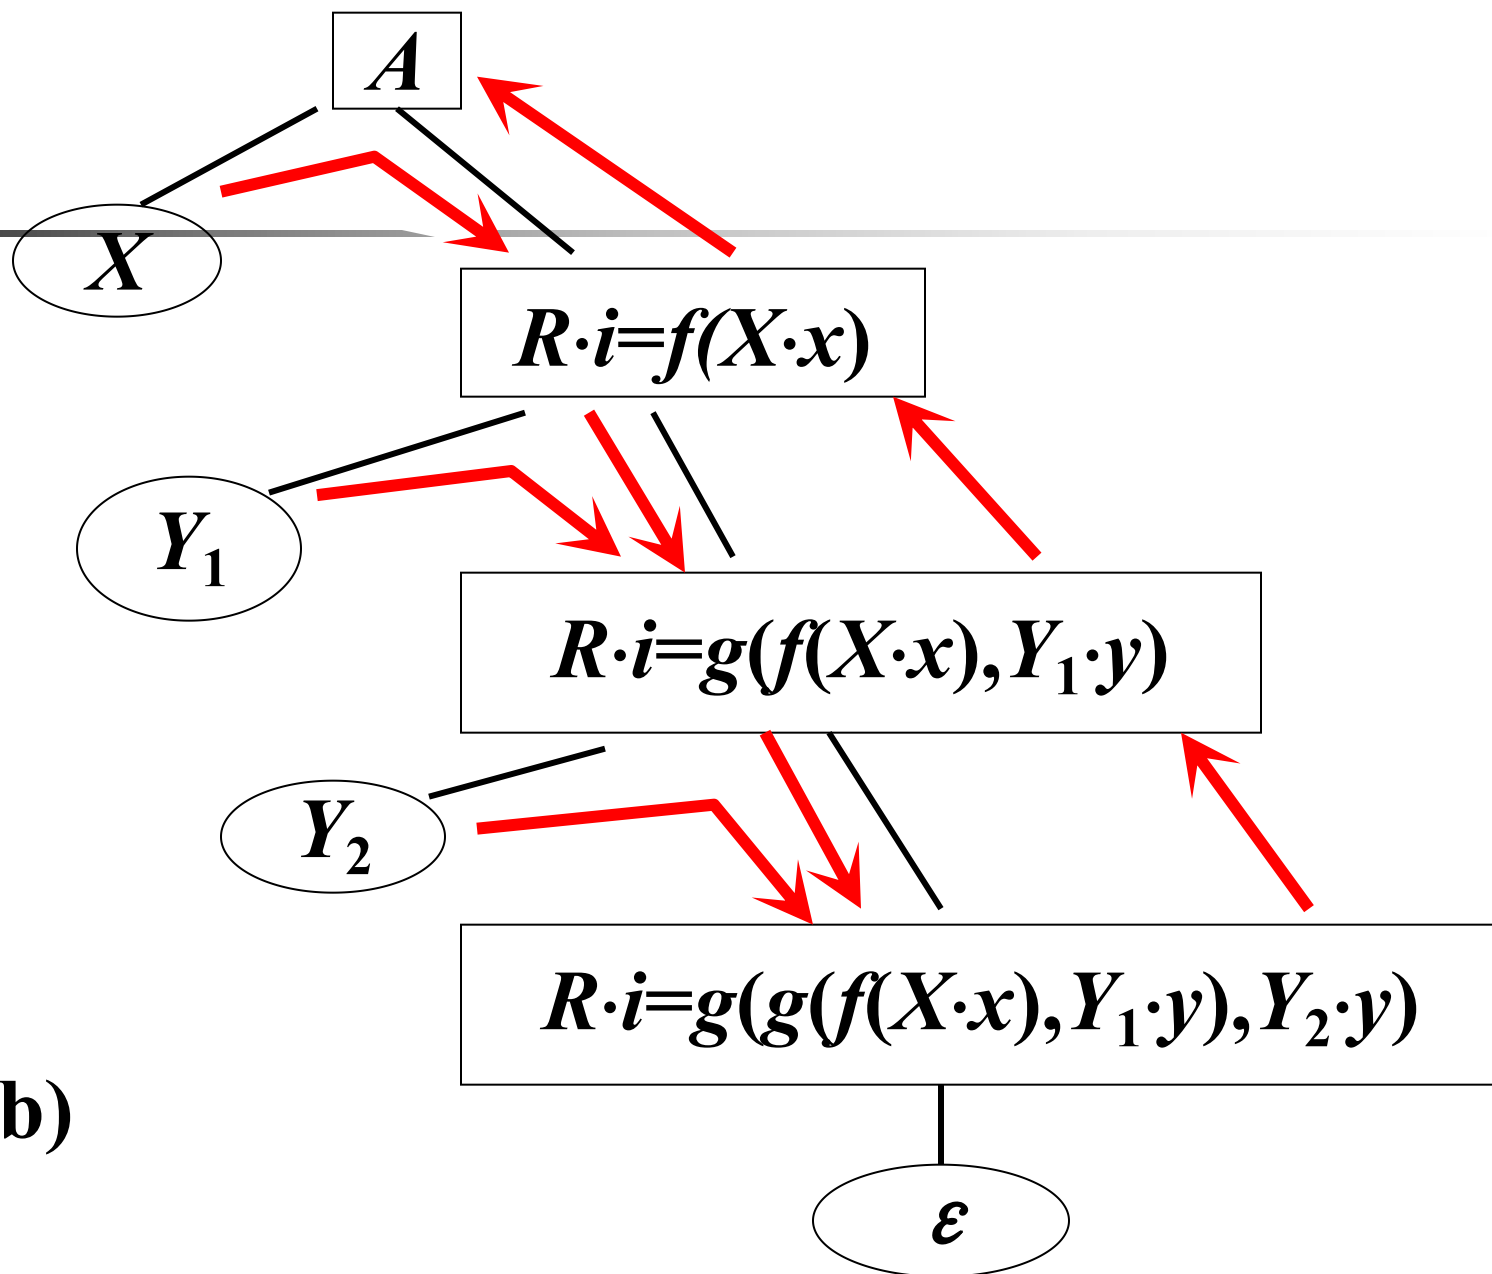 A
X
R·i=f(X·x)
Y₁
R·i=g(f(X·x),Y₁·y)
Y₂
R·i=g(g(f(X·x),Y₁·y),Y₂·y)
b)
ε